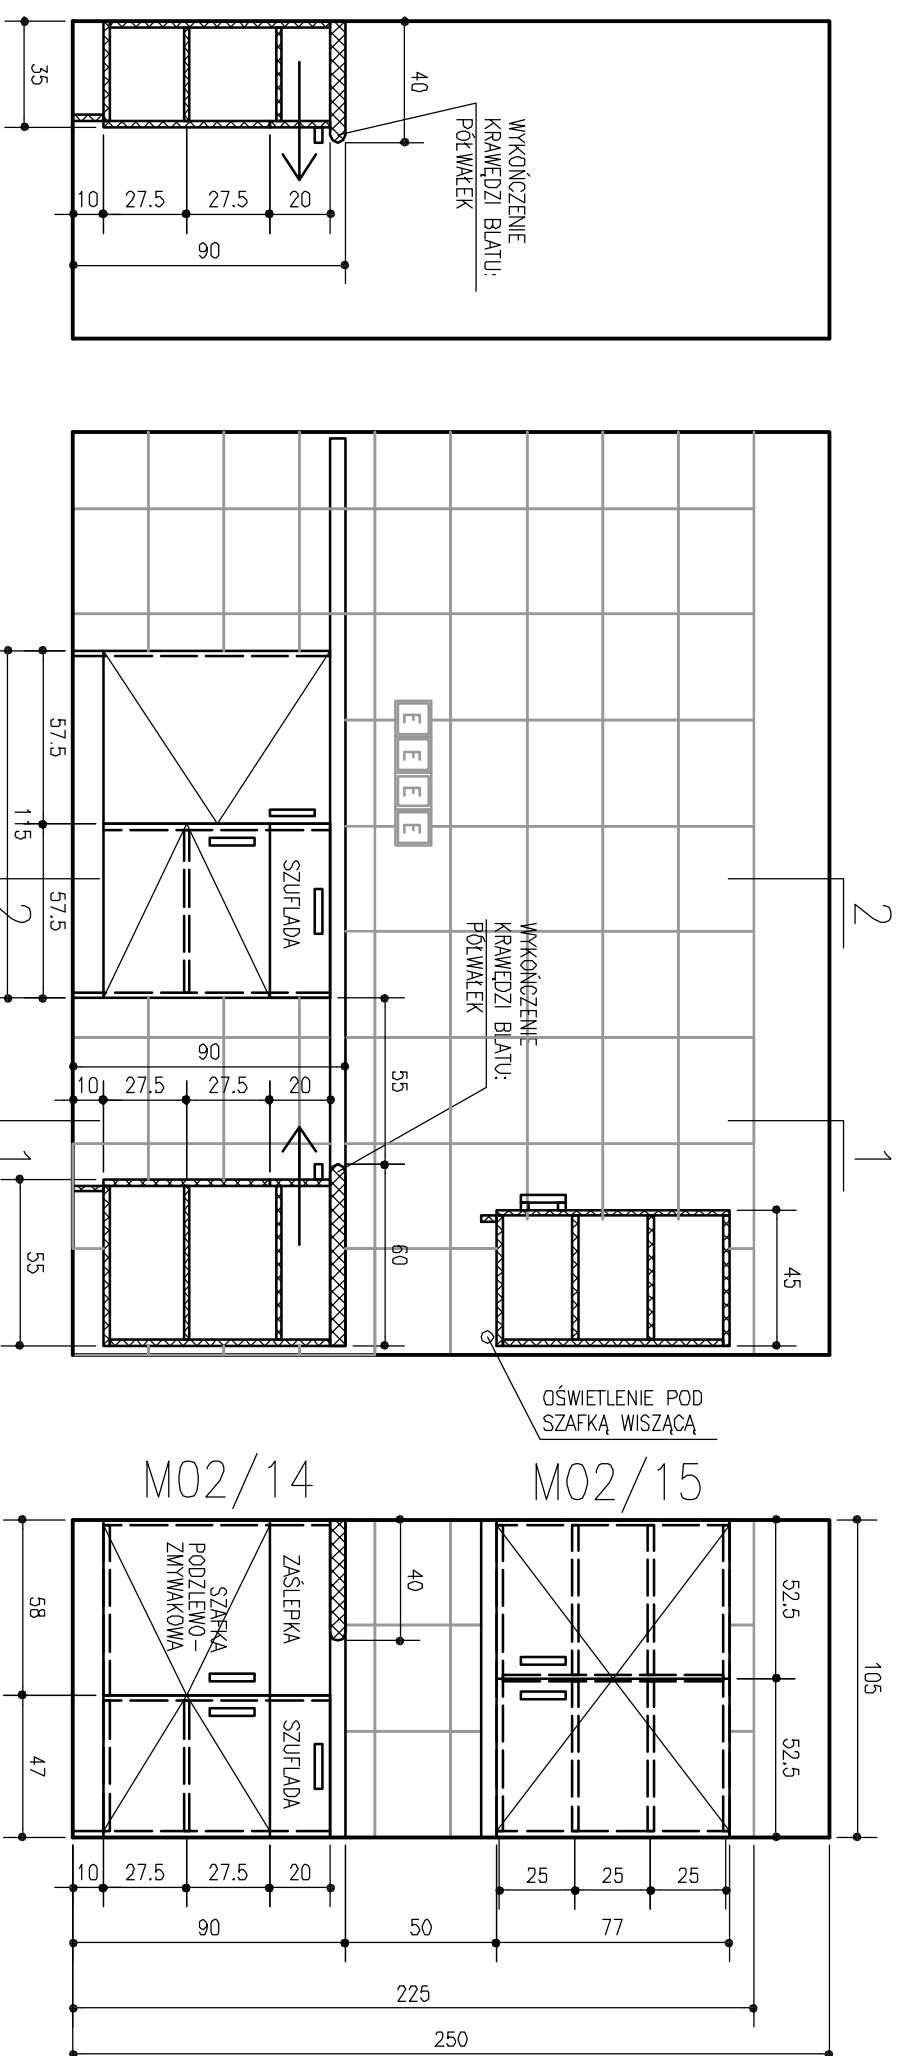 35
40
WYKOŃCZENIE
KRAWĘDZI BLATU:
PÓŁWAŁEK
10
27.5
27.5
20
90
E
E
E
E
57.5
115
57.5
SZUFLADA
2
2
WYKOŃCZENIE
KRAWĘDZI BLATU:
PÓŁWAŁEK
90
10
27.5
27.5
20
55
1
1
60
55
45
OŚWIETLENIE POD
SZAFKĄ WISZĄCĄ
M02/14
M02/15
58
47
SZAFKA
PODZLEWO-
ZMYWAKOWA
ZAŚLEPKA
SZUFLADA
40
52.5
52.5
105
10
27.5
27.5
20
25
25
25
90
50
77
225
250